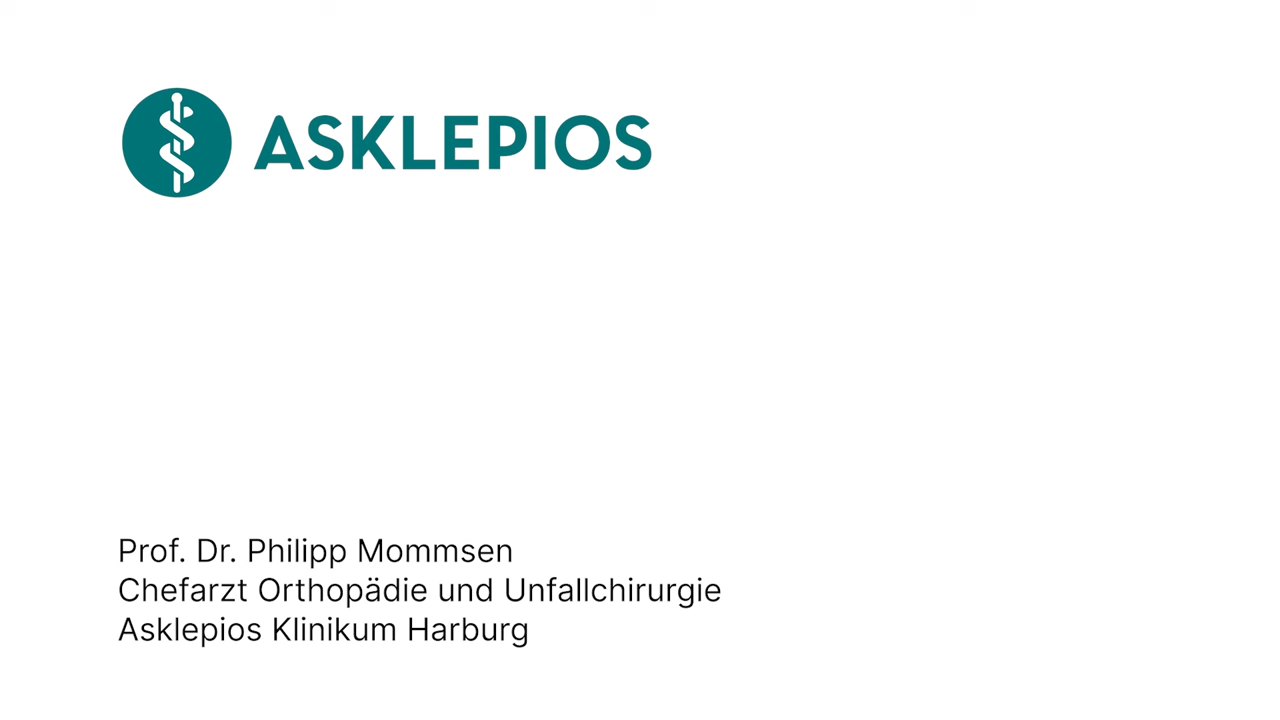 ASKLEPIOS
Prof. Dr. Philipp Mommsen
Chefarzt Orthopädie und Unfallchirurgie
Asklepios Klinikum Harburg